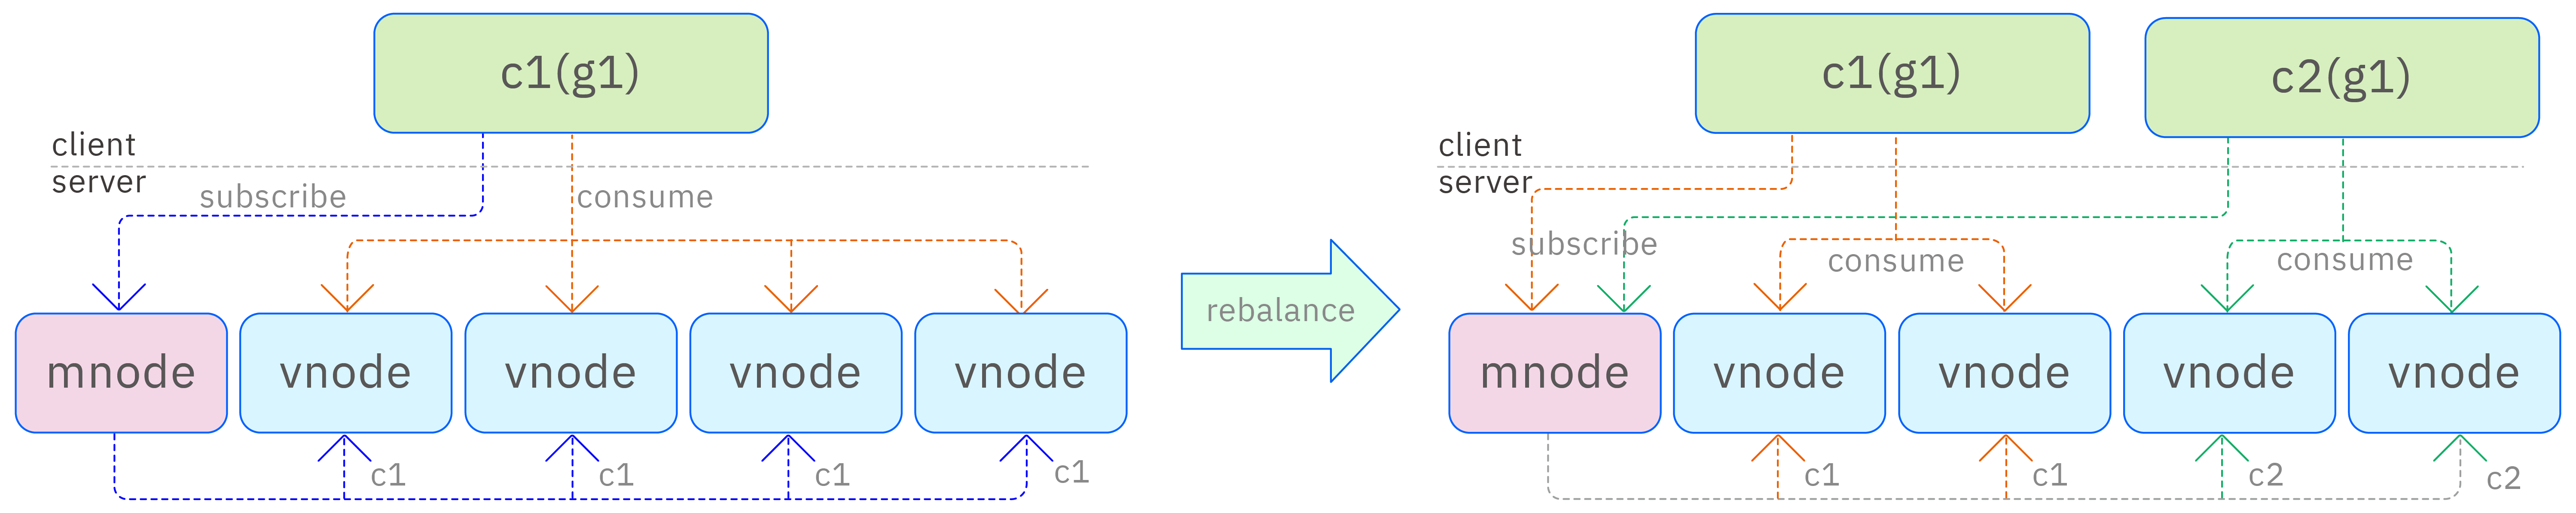 c1(g1)
client
server
subscribe
consume
mnode
vnode
vnode
vnode
vnode
c1
c1
c1
c1
rebalance
c1(g1)
c2(g1)
client
server
subscribe
consume
consume
mnode
vnode
vnode
vnode
vnode
c1
c1
c2
c2